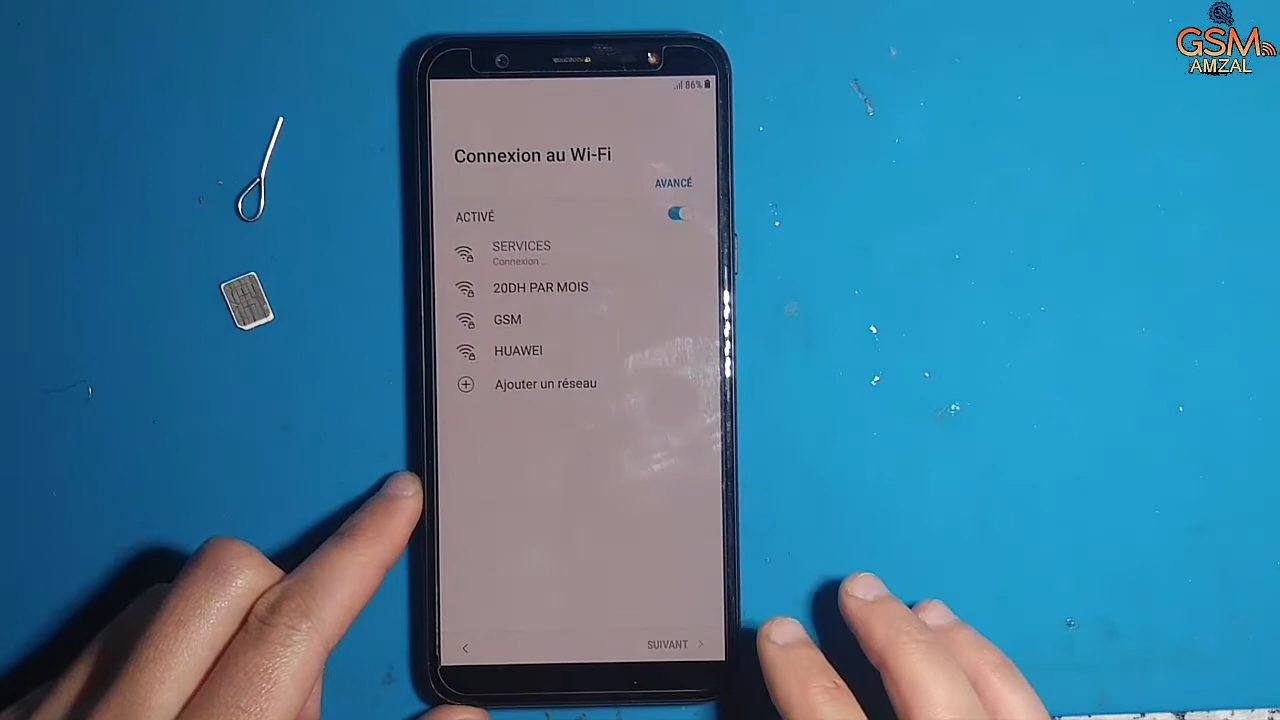 GSM
AMZAL
86%
Connexion au Wi-Fi
AVANCÉ
ACTIVÉ
SERVICES
Connexion ...
20DH PAR MOIS
GSM
HUAWEI
Ajouter un réseau
SUIVANT